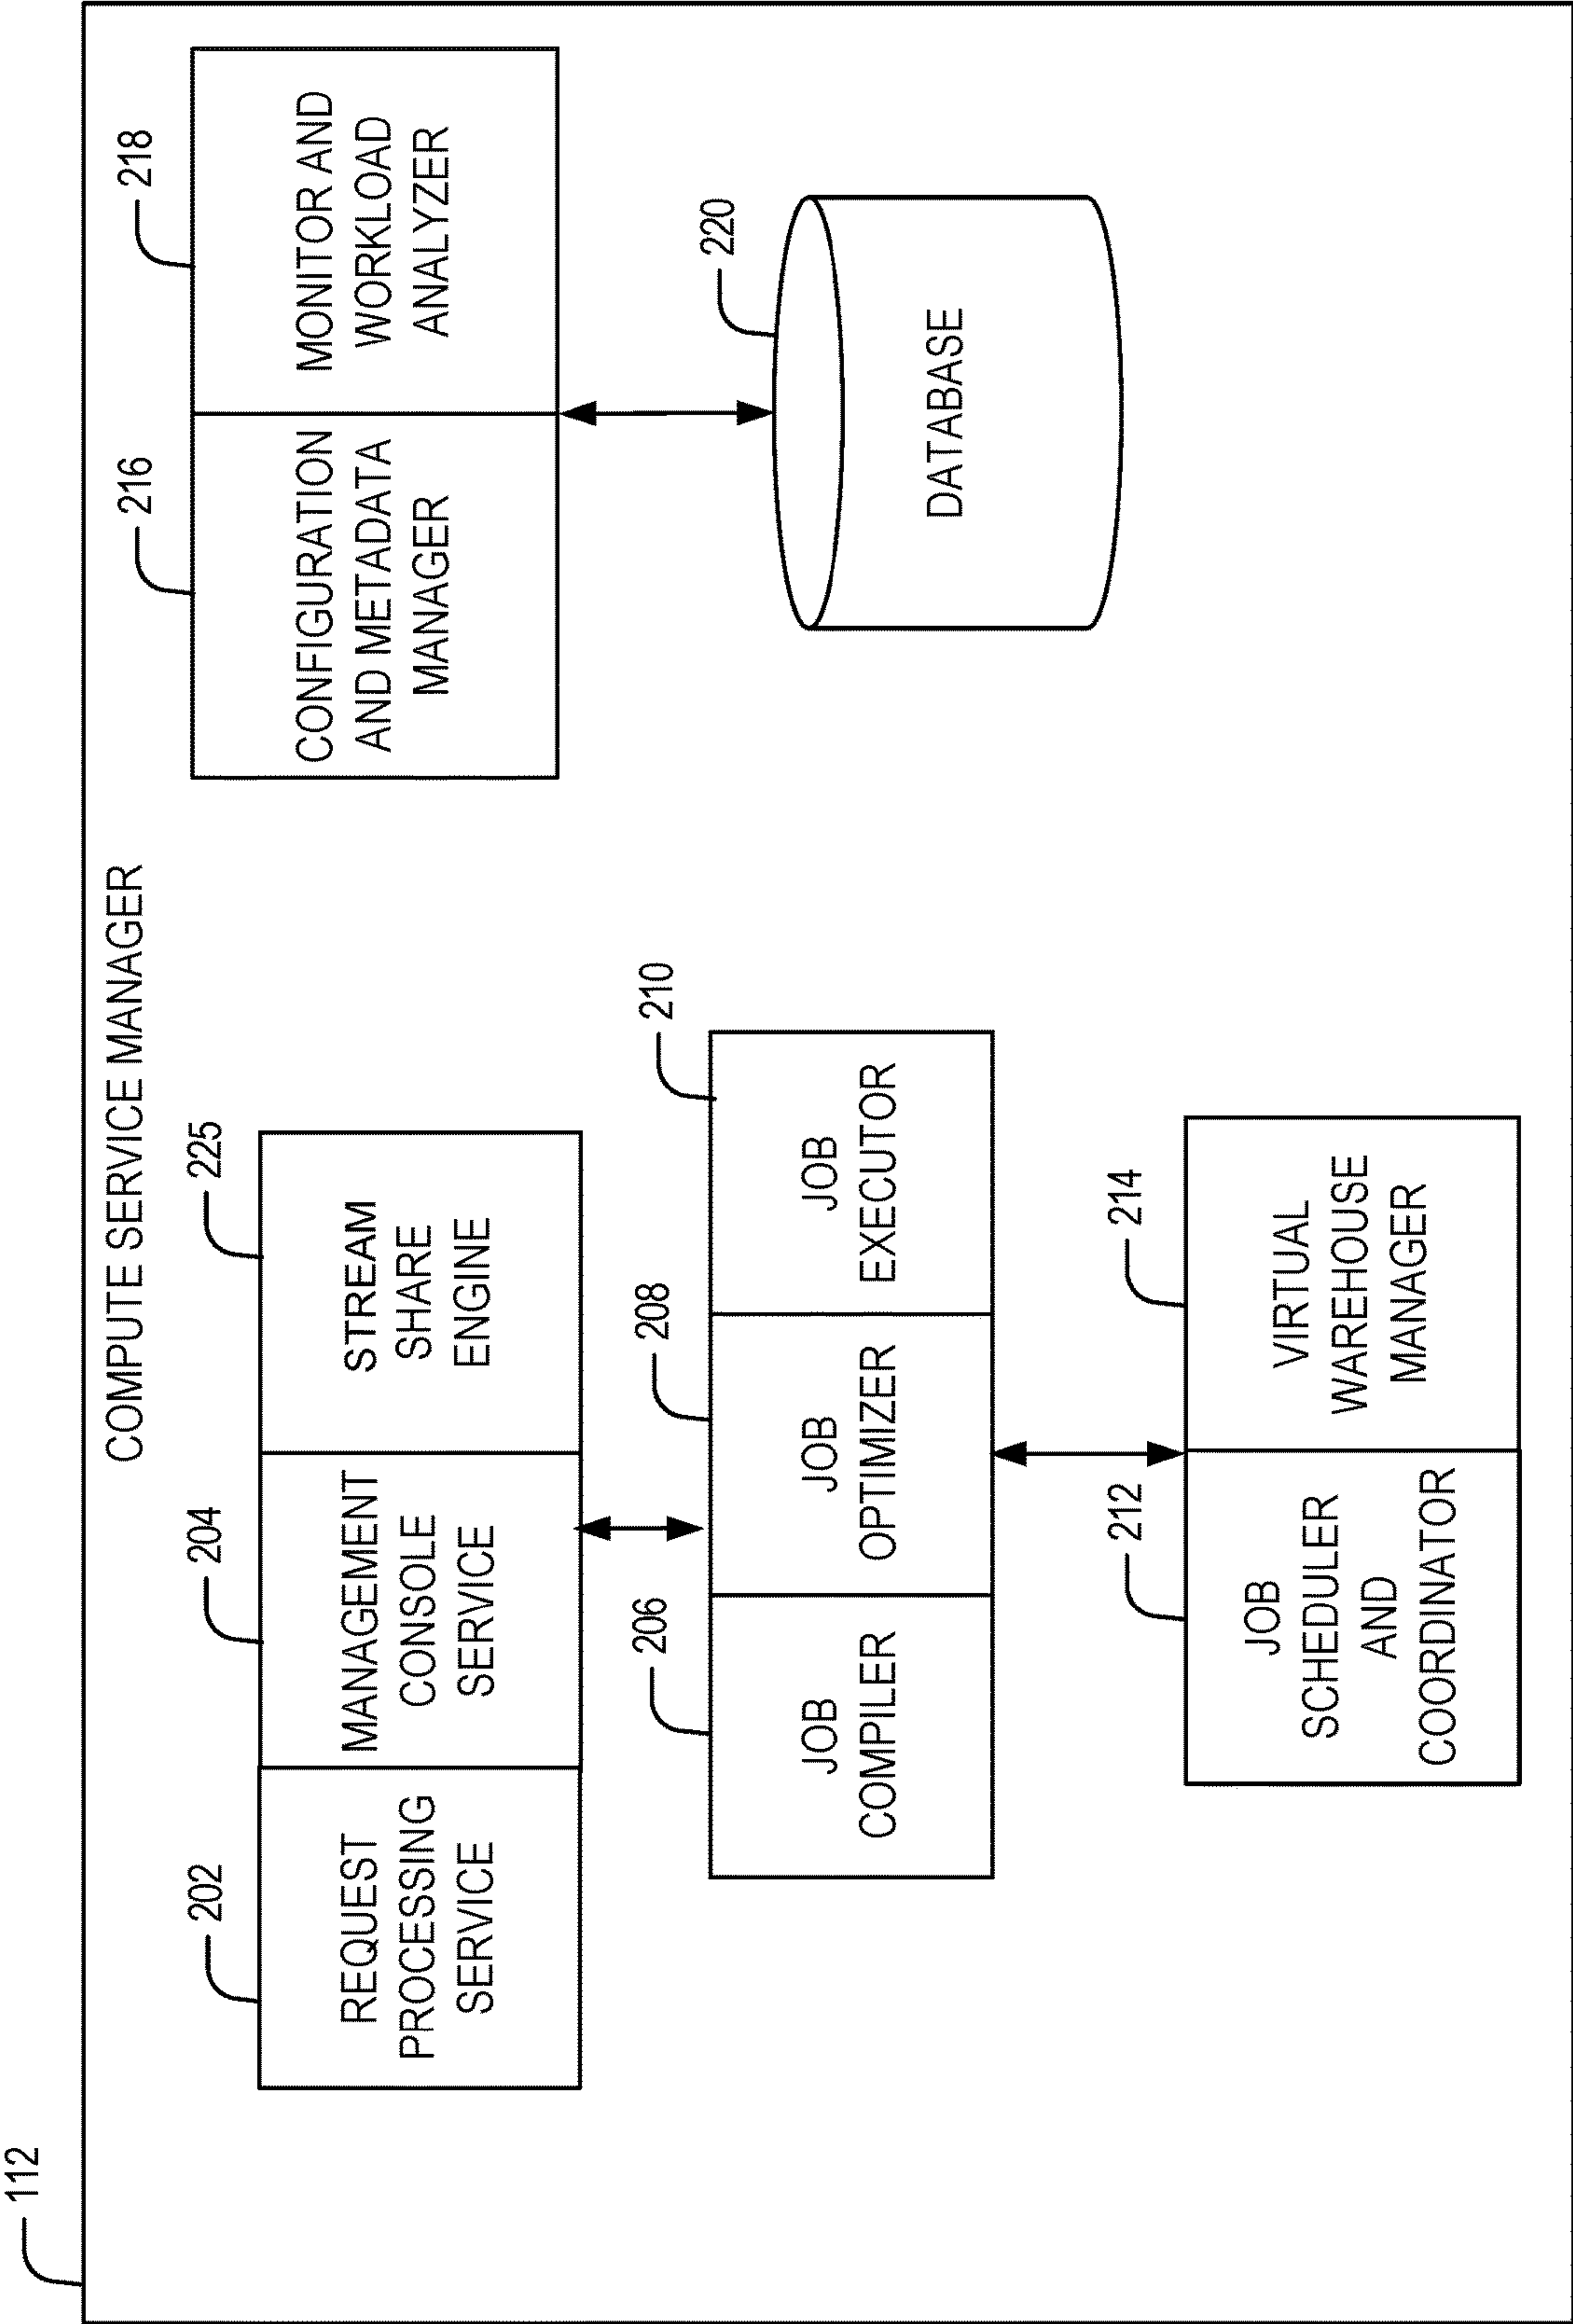 112
COMPUTE SERVICE MANAGER
202
REQUEST
PROCESSING
SERVICE
204
MANAGEMENT
CONSOLE
SERVICE
225
STREAM
SHARE
ENGINE
206
JOB
COMPILER
208
JOB
OPTIMIZER
210
JOB
EXECUTOR
212
JOB
SCHEDULER
AND
COORDINATOR
214
VIRTUAL
WAREHOUSE
MANAGER
216
CONFIGURATION
AND METADATA
MANAGER
218
MONITOR AND
WORKLOAD
ANALYZER
220
DATABASE